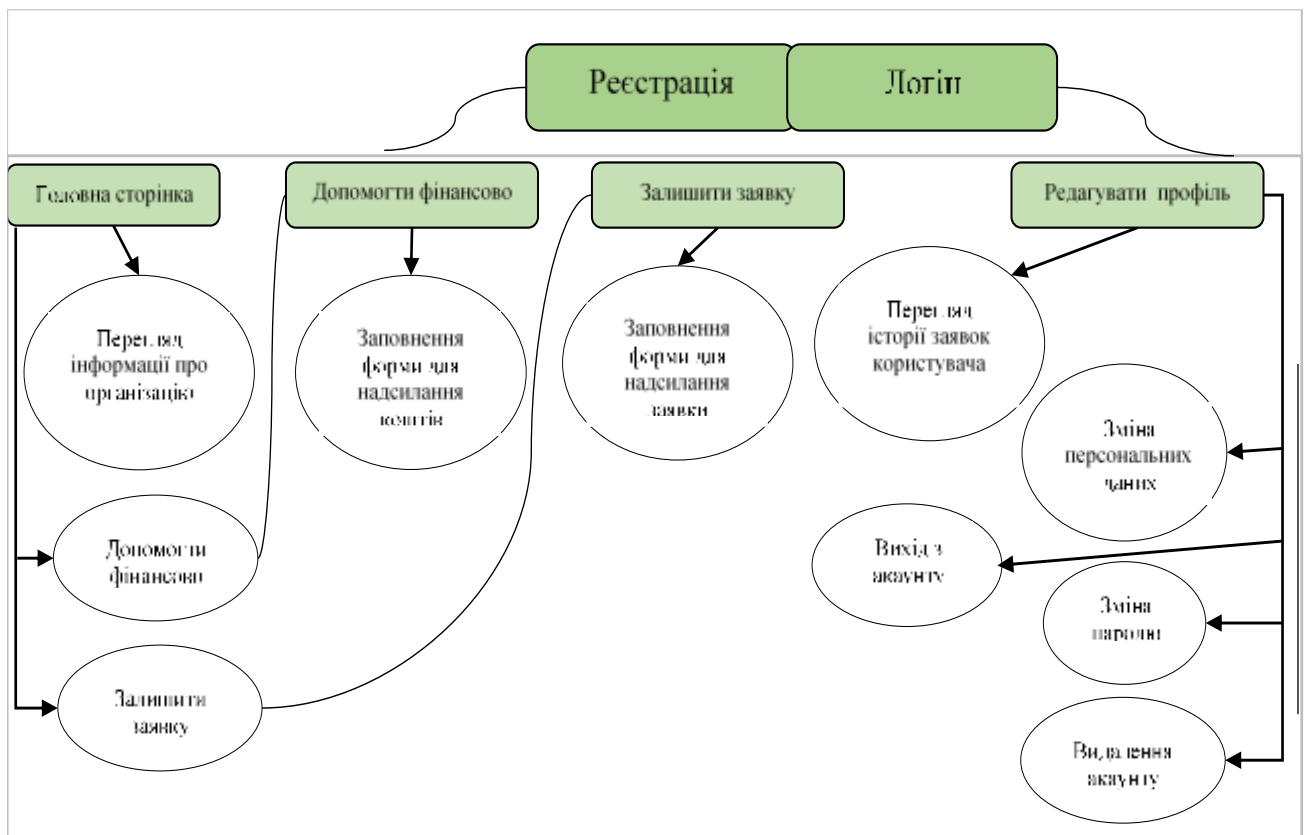 Реєстрація
Логін
Головна сторінка
Допомогти фінансово
Залишити заявку
Редагувати профіль
Перегляд
інформації про
організацію
Заповнення
форми для
надсилання
коштів
Заповнення
форми для
надсилання
заявки
Перегляд
історії заявок
користувача
Зміна
персональних
даних
Допомогти
фінансово
Вихід з
акаунту
Зміна
паролю
Залишити
заявку
Видалення
акаунту